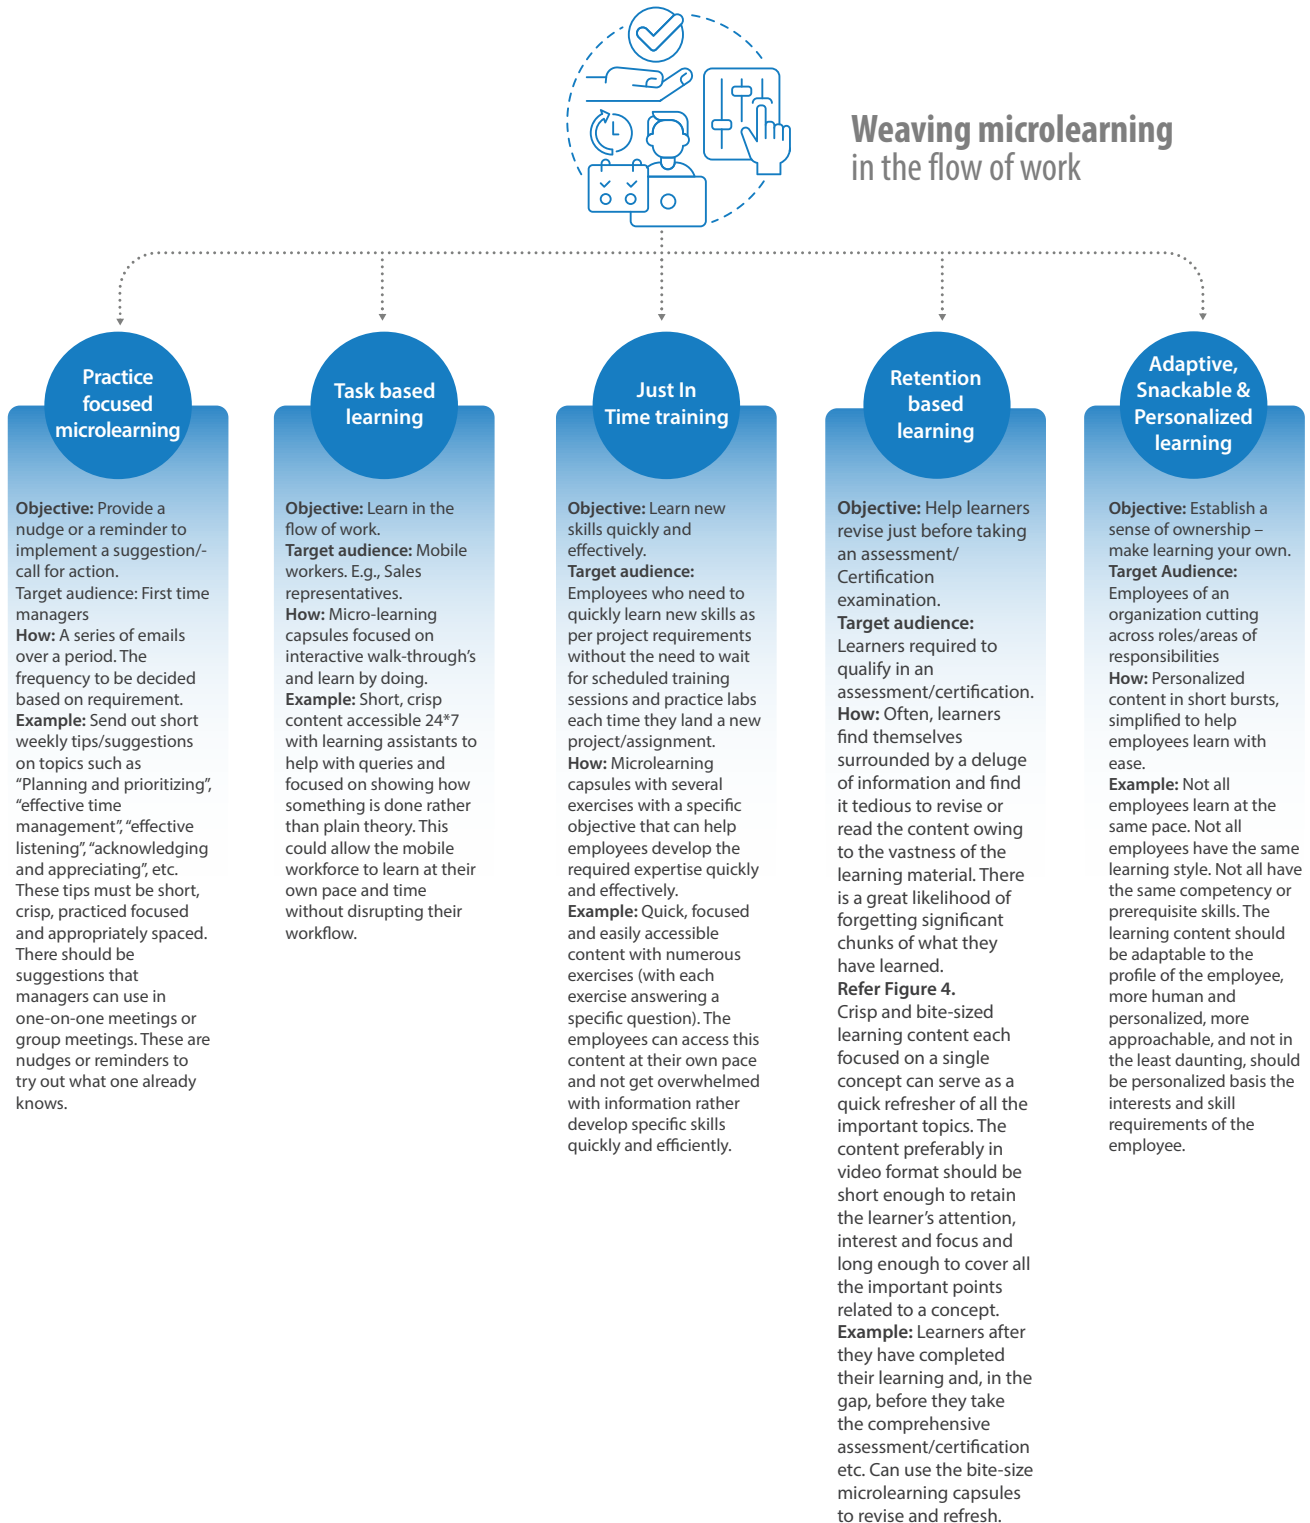 Weaving microlearning
in the flow of work
Practice
focused
microlearning
Objective: Provide a
nudge or a reminder to
implement a suggestion/-
call for action.
Target audience: First time
managers
How: A series of emails
over a period. The
frequency to be decided
based on requirement.
Example: Send out short
weekly tips/suggestions
on topics such as
“Planning and prioritizing”,
“effective time
management”, “effective
listening”, “acknowledging
and appreciating”, etc.
These tips must be short,
crisp, practiced focused
and appropriately spaced.
There should be
suggestions that
managers can use in
one-on-one meetings or
group meetings. These are
nudges or reminders to
try out what one already
knows.
Task based
learning
Objective: Learn in the
flow of work.
Target audience: Mobile
workers. E.g., Sales
representatives.
How: Micro-learning
capsules focused on
interactive walk-through’s
and learn by doing.
Example: Short, crisp
content accessible 24*7
with learning assistants to
help with queries and
focused on showing how
something is done rather
than plain theory. This
could allow the mobile
workforce to learn at their
own pace and time
without disrupting their
workflow.
Just In
Time training
Objective: Learn new
skills quickly and
effectively.
Target audience:
Employees who need to
quickly learn new skills as
per project requirements
without the need to wait
for scheduled training
sessions and practice labs
each time they land a new
project/assignment.
How: Microlearning
capsules with several
exercises with a specific
objective that can help
employees develop the
required expertise quickly
and effectively.
Example: Quick, focused
and easily accessible
content with numerous
exercises (with each
exercise answering a
specific question). The
employees can access this
content at their own pace
and not get overwhelmed
with information rather
develop specific skills
quickly and efficiently.
Retention
based
learning
Objective: Help learners
revise just before taking
an assessment/
Certification
examination.
Target audience:
Learners required to
qualify in an
assessment/certification.
How: Often, learners
find themselves
surrounded by a deluge
of information and find
it tedious to revise or
read the content owing
to the vastness of the
learning material. There
is a great likelihood of
forgetting significant
chunks of what they
have learned.
Refer Figure 4.
Crisp and bite-sized
learning content each
focused on a single
concept can serve as a
quick refresher of all the
important topics. The
content preferably in
video format should be
short enough to retain
the learner’s attention,
interest and focus and
long enough to cover all
the important points
related to a concept.
Example: Learners after
they have completed
their learning and, in the
gap, before they take
the comprehensive
assessment/certification
etc. Can use the bite-size
microlearning capsules
to revise and refresh.
Adaptive,
Snackable &
Personalized
learning
Objective: Establish a
sense of ownership –
make learning your own.
Target Audience:
Employees of an
organization cutting
across roles/areas of
responsibilities
How: Personalized
content in short bursts,
simplified to help
employees learn with
ease.
Example: Not all
employees learn at the
same pace. Not all
employees have the same
learning style. Not all have
the same competency or
prerequisite skills. The
learning content should
be adaptable to the
profile of the employee,
more human and
personalized, more
approachable, and not in
the least daunting, should
be personalized basis the
interests and skill
requirements of the
employee.